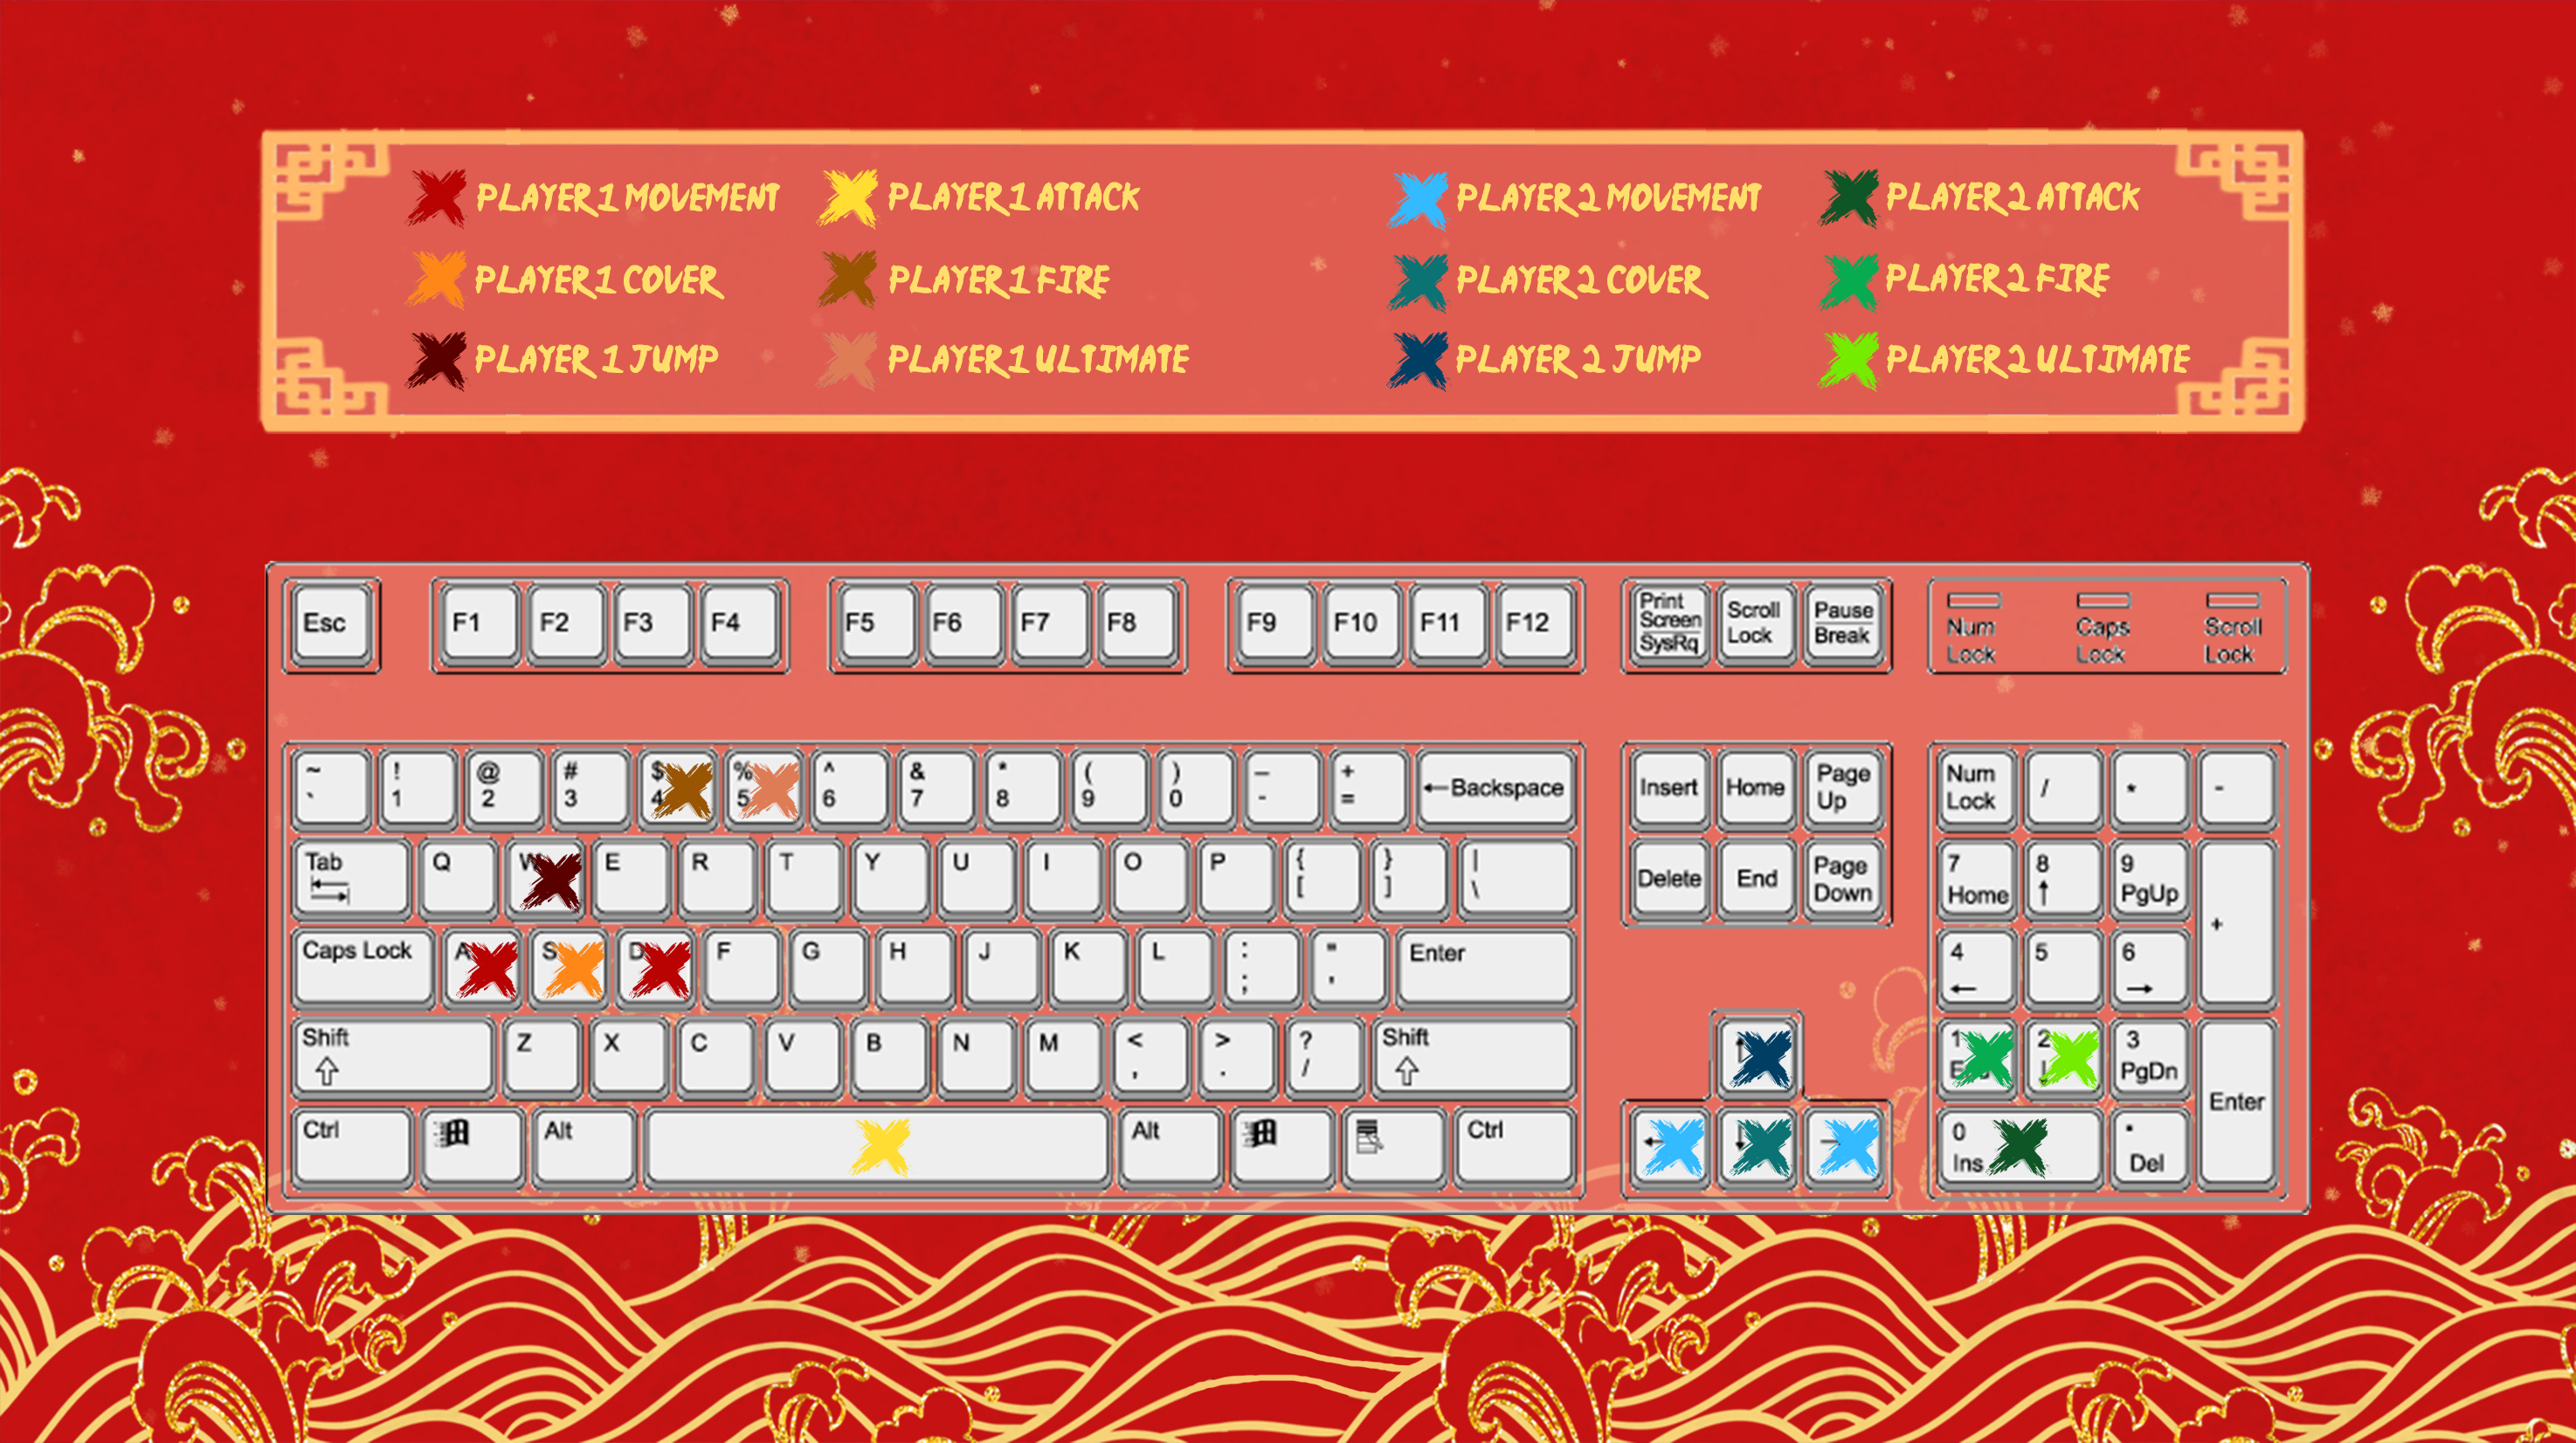 PLAYER 1 MOVEMENT PLAYER 1 ATTACK PLAYER 2 MOVEMENT PLAYER 2 ATTACK
PLAYER 1 COVER PLAYER 1 FIRE PLAYER 2 COVER PLAYER 2 FIRE
PLAYER 1 JUMP PLAYER 1 ULTIMATE PLAYER 2 JUMP PLAYER 2 ULTIMATE
Esc F1 F2 F3 F4 F5 F6 F7 F8 F9 F10 F11 F12 Print Screen SysRq Scroll Lock Pause Break Num Lock Caps Lock Scroll Lock
~ ` ! 1 @ 2 # 3 $ 4 % 5 ^ 6 & 7 * 8 ( 9 ) 0 _ - + = ←Backspace Insert Home Page Up Num Lock / * -
Tab Q W E R T Y U I O P { [ } ] | \ Delete End Page Down 7 Home 8 ↑ 9 PgUp +
Caps Lock A S D F G H J K L : ; " ' Enter 4 ← 5 6 →
Shift ⇧ Z X C V B N M < , > . ? / Shift ⇧ ↑ 1 2 3 PgDn Enter
Ctrl Alt Alt Ctrl ← ↓ → 0 Ins . Del